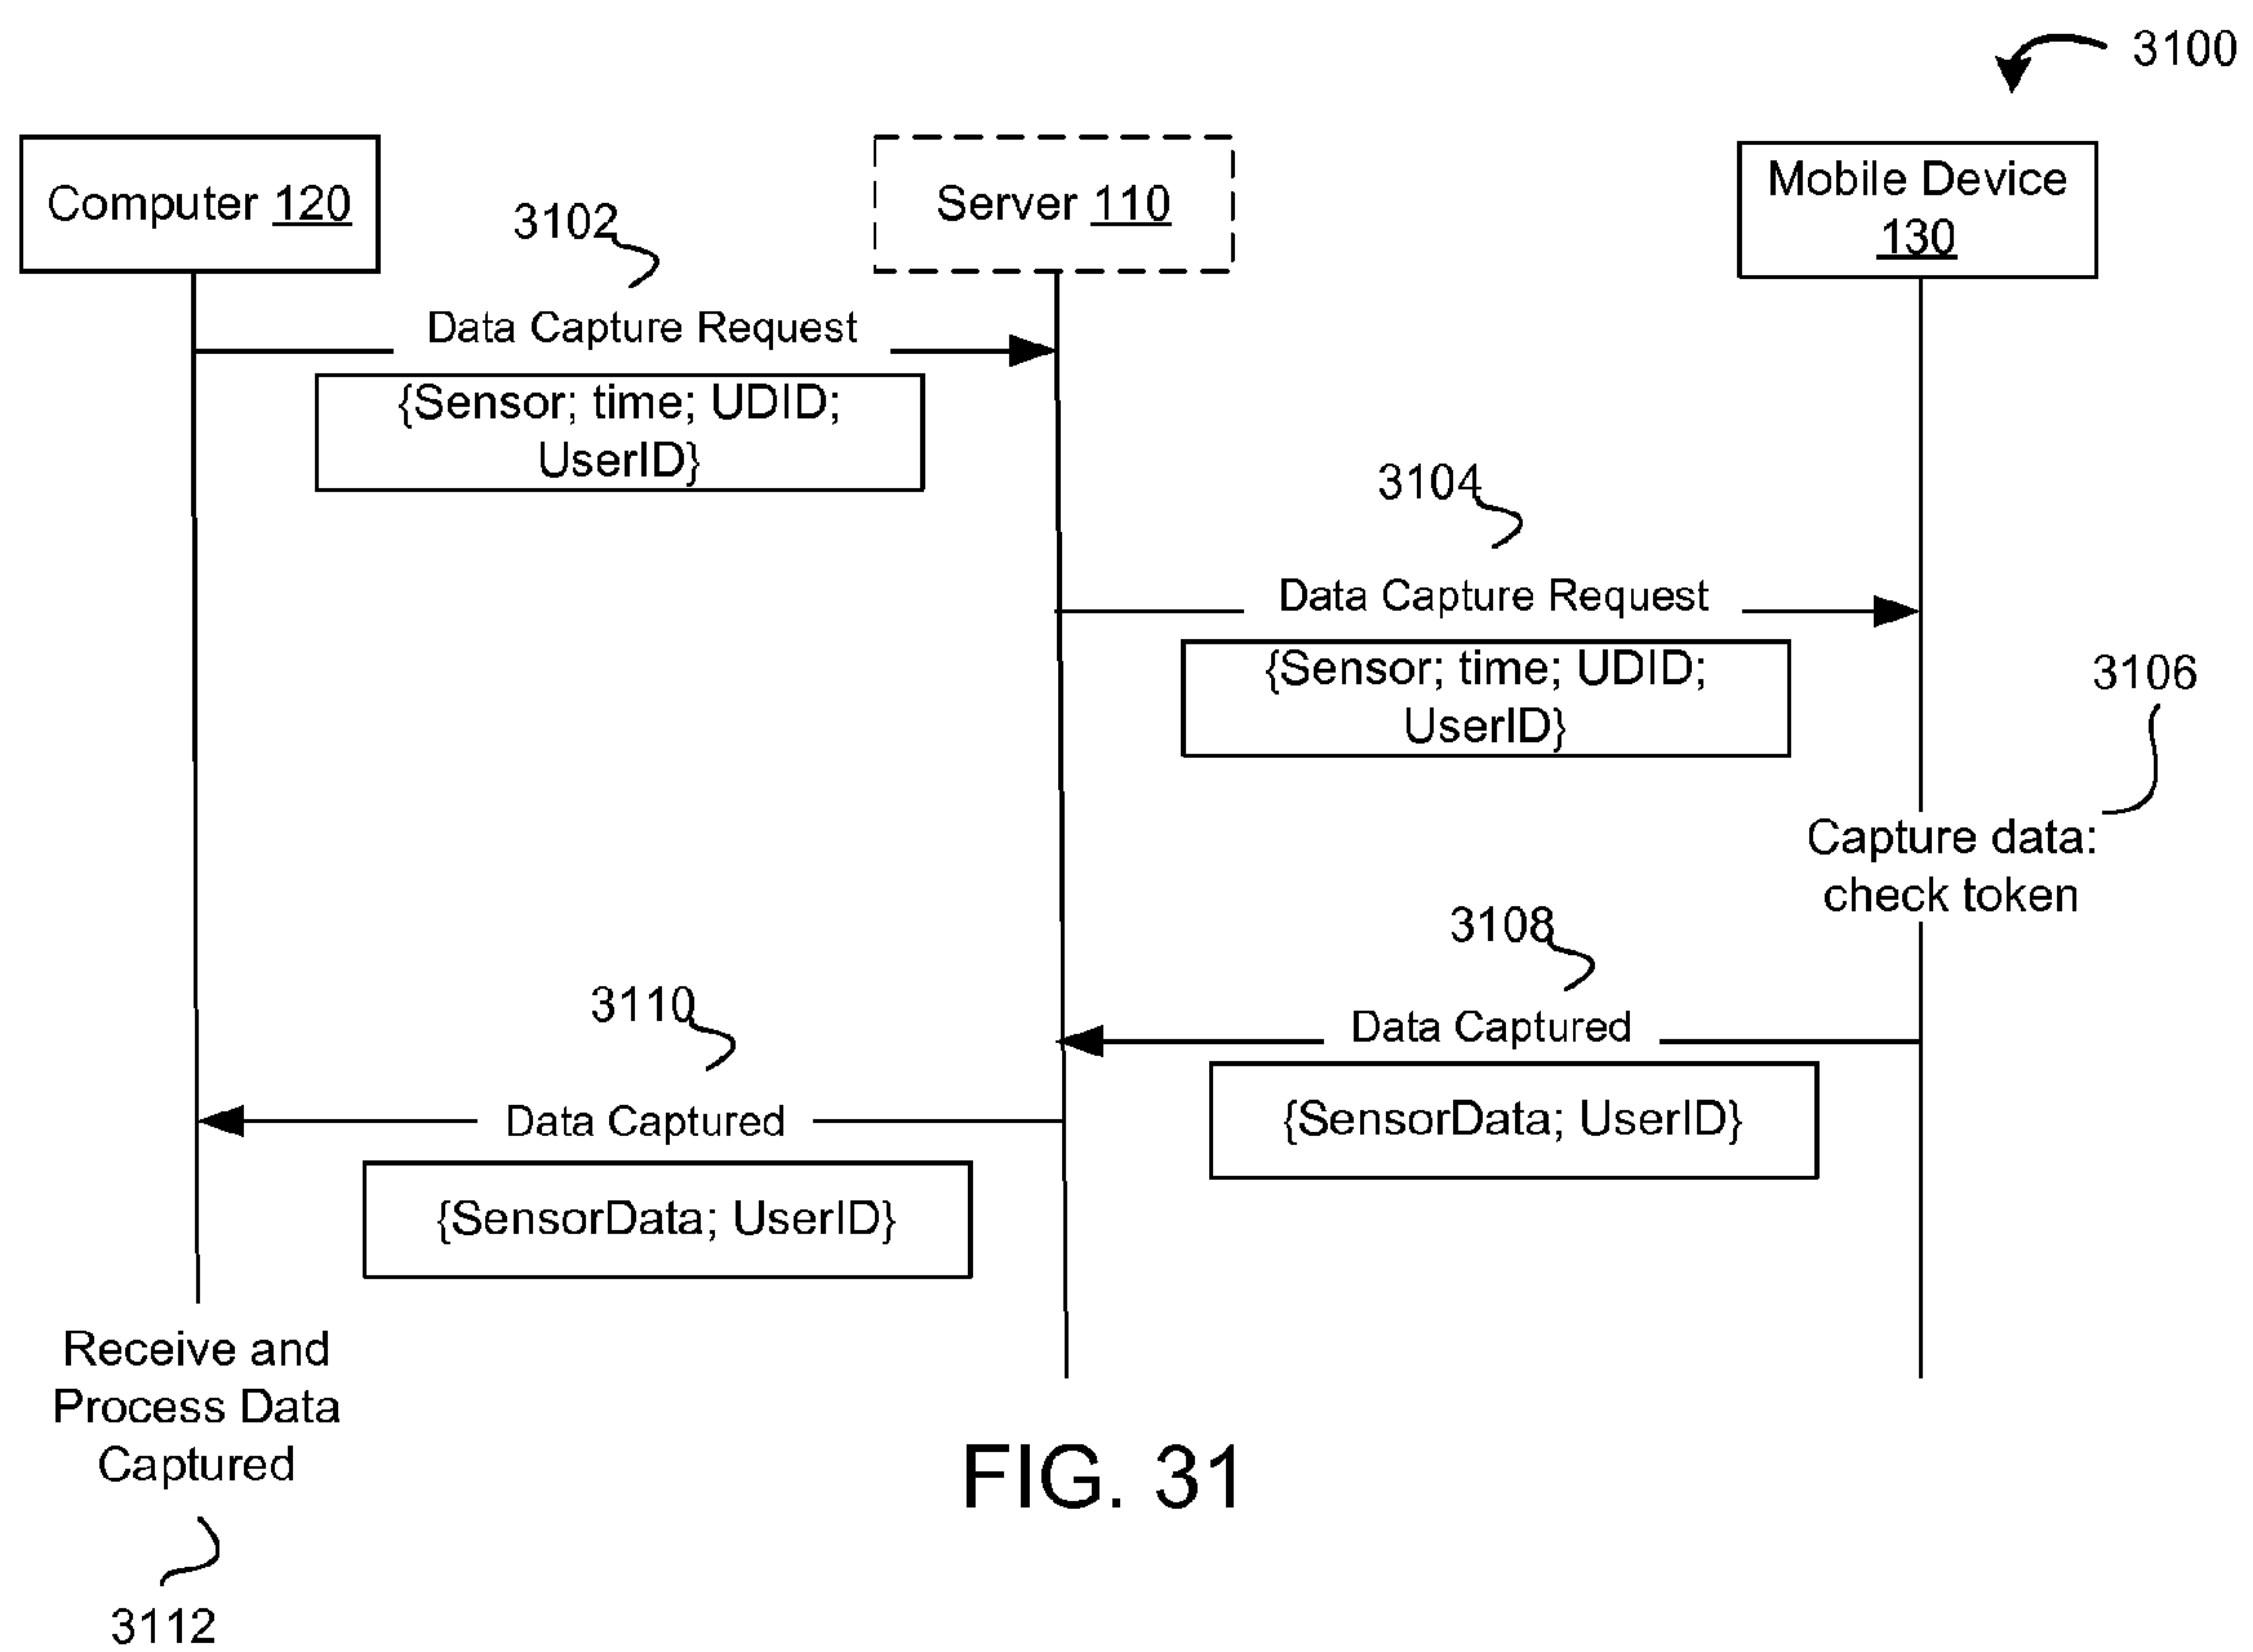 3100
Computer 120
Server 110
Mobile Device
130
3102
Data Capture Request
{Sensor; time; UDID;
UserID}
3104
Data Capture Request
{Sensor; time; UDID;
UserID}
3106
Capture data:
check token
3108
Data Captured
{SensorData; UserID}
3110
Data Captured
{SensorData; UserID}
Receive and
Process Data
Captured
3112
FIG. 31